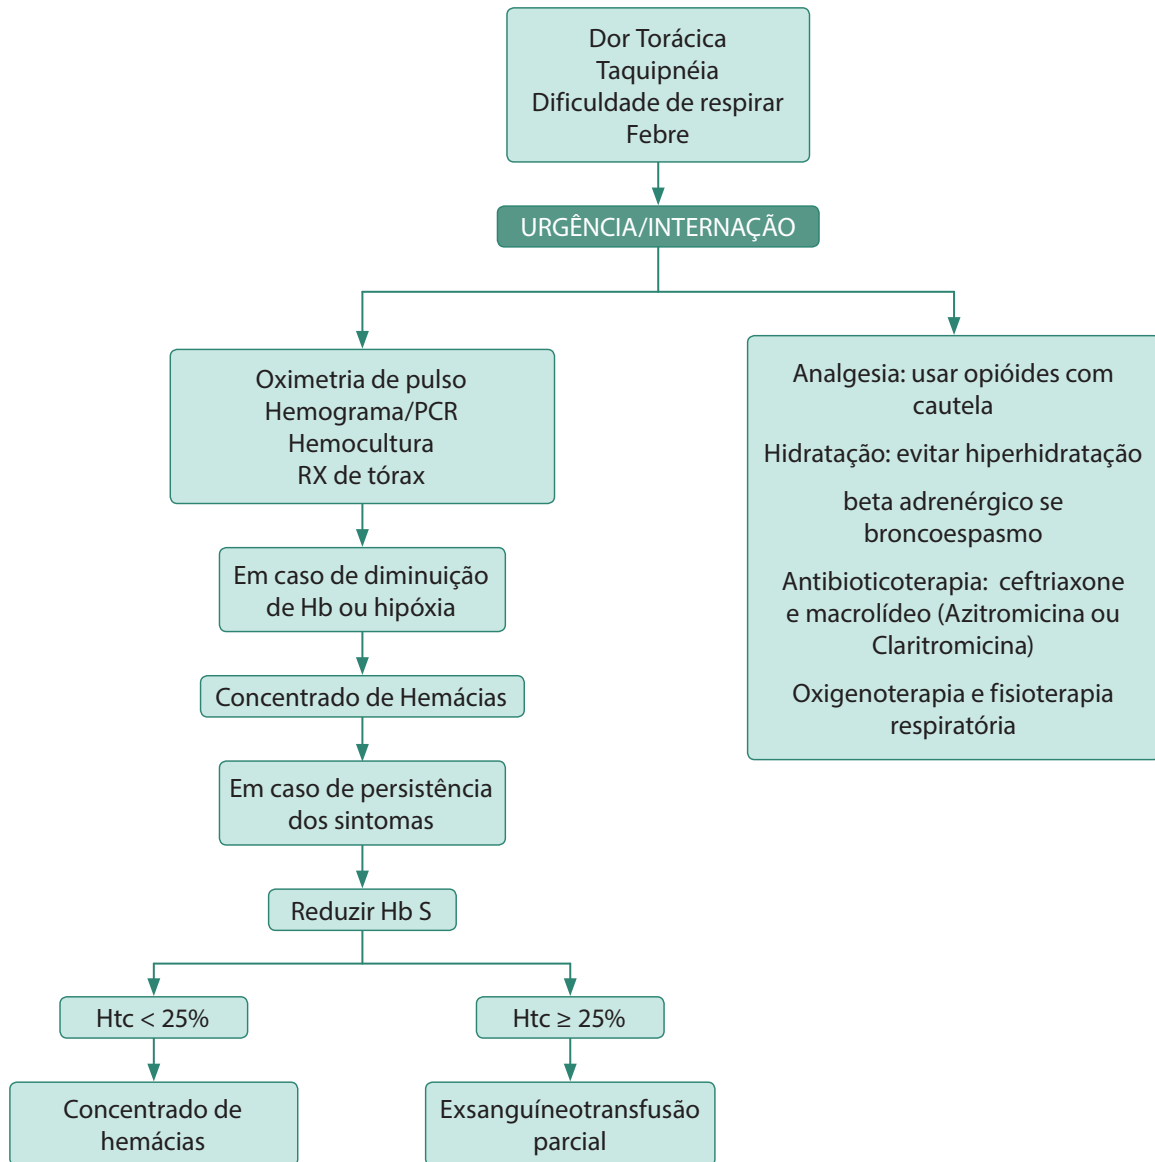 Dor Torácica
Taquipnéia
Dificuldade de respirar
Febre
URGÊNCIA/INTERNAÇÃO
Oximetria de pulso
Hemograma/PCR
Hemocultura
RX de tórax
Em caso de diminuição
de Hb ou hipóxia
Concentrado de Hemácias
Em caso de persistência
dos sintomas
Reduzir Hb S
Htc < 25%
Htc ≥ 25%
Concentrado de
hemácias
Exsanguíneotransfusão
parcial
Analgesia: usar opióides com
cautela
Hidratação: evitar hiperhidratação
beta adrenérgico se
broncoespasmo
Antibioticoterapia: ceftriaxone
e macrolídeo (Azitromicina ou
Claritromicina)
Oxigenoterapia e fisioterapia
respiratória